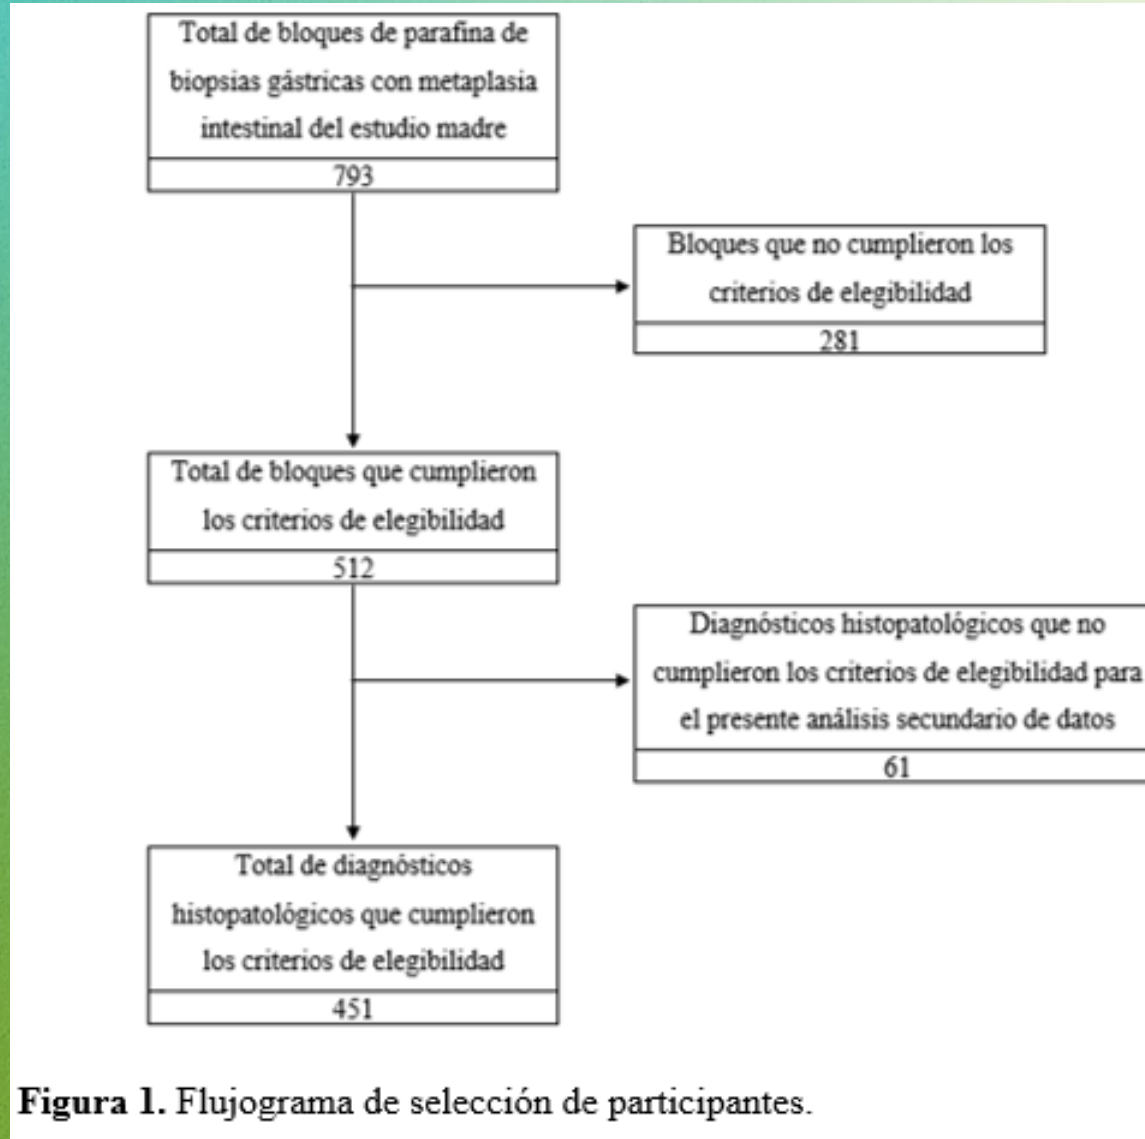 Total de bloques de parafina de
biopsias gástricas con metaplasia
intestinal del estudio madre
793
Bloques que no cumplieron los
criterios de elegibilidad
281
Total de bloques que cumplieron
los criterios de elegibilidad
512
Diagnósticos histopatológicos que no
cumplieron los criterios de elegibilidad para
el presente análisis secundario de datos
61
Total de diagnósticos
histopatológicos que cumplieron
los criterios de elegibilidad
451
Figura 1. Flujograma de selección de participantes.